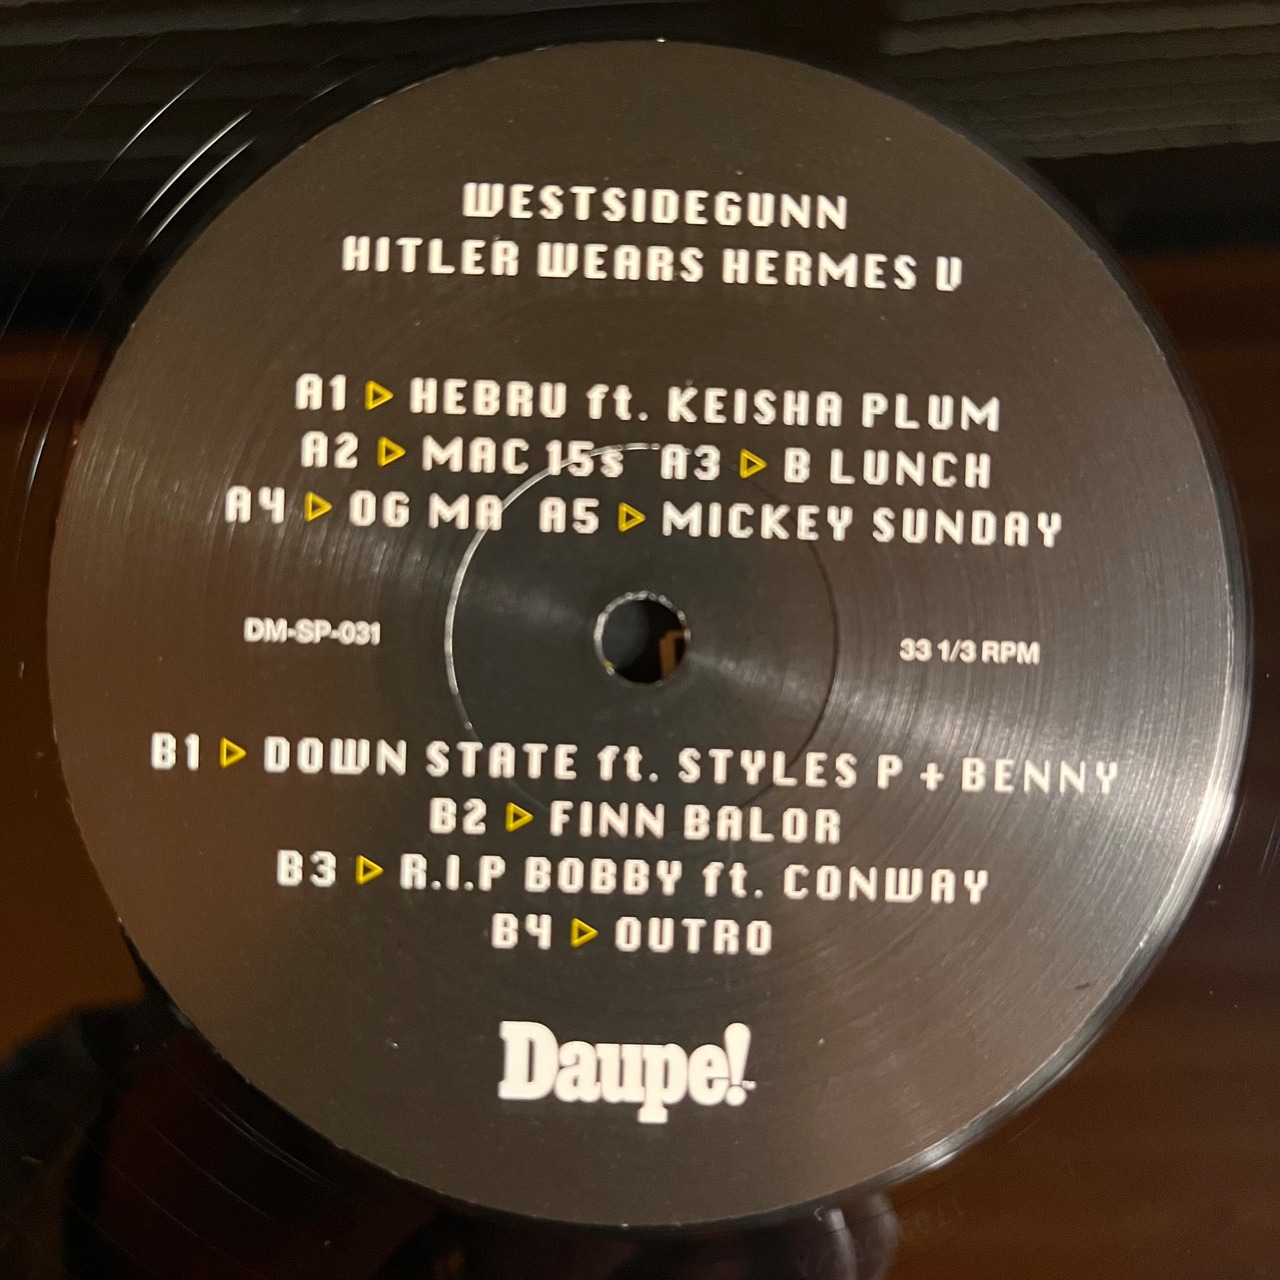 WESTSIDEGUNN
HITLER WEARS HERMES V
A1 ▷ HEBRU ft. KEISHA PLUM
A2 ▷ MAC 15s A3 ▷ B LUNCH
A4 ▷ OG MA A5 ▷ MICKEY SUNDAY
DM-SP-031
33 1/3 RPM
B1 ▷ DOWN STATE ft. STYLES P + BENNY
B2 ▷ FINN BALOR
B3 ▷ R.I.P BOBBY ft. CONWAY
B4 ▷ OUTRO
Daupe!